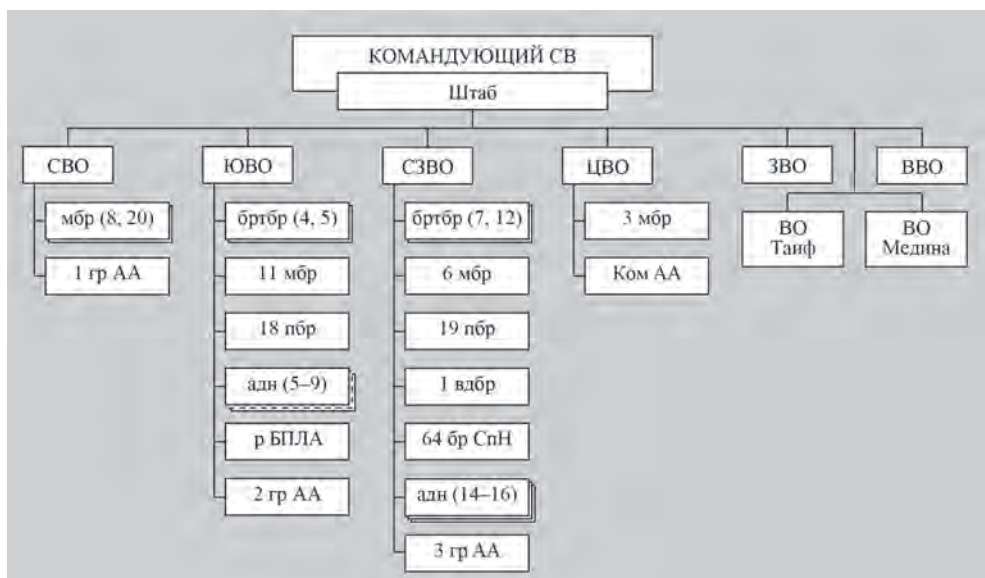 КОМАНДУЮЩИЙ СВ
Штаб
СВО
ЮВО
СЗВО
ЦВО
ЗВО
ВВО
ВО
Таиф
ВО
Медина
мбр (8, 20)
1 гр АА
бртбр (4, 5)
11 мбр
18 пбр
адн (5–9)
р БПЛА
2 гр АА
бртбр (7, 12)
6 мбр
19 пбр
1 вдбр
64 бр СпН
адн (14–16)
3 гр АА
3 мбр
Ком АА